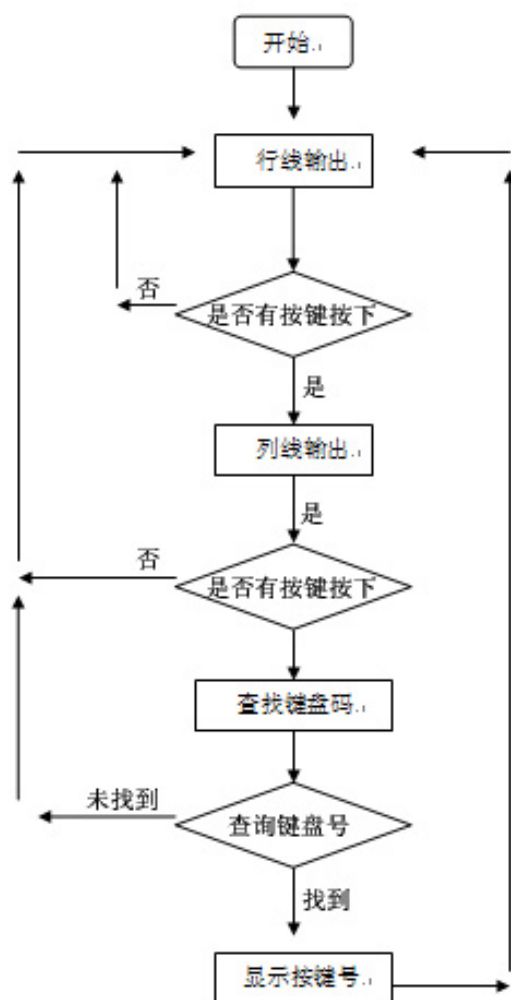 开始
行线输出
否
是否有按键按下
是
列线输出
是
否
是否有按键按下
查找键盘码
未找到
查询键盘号
找到
显示按键号